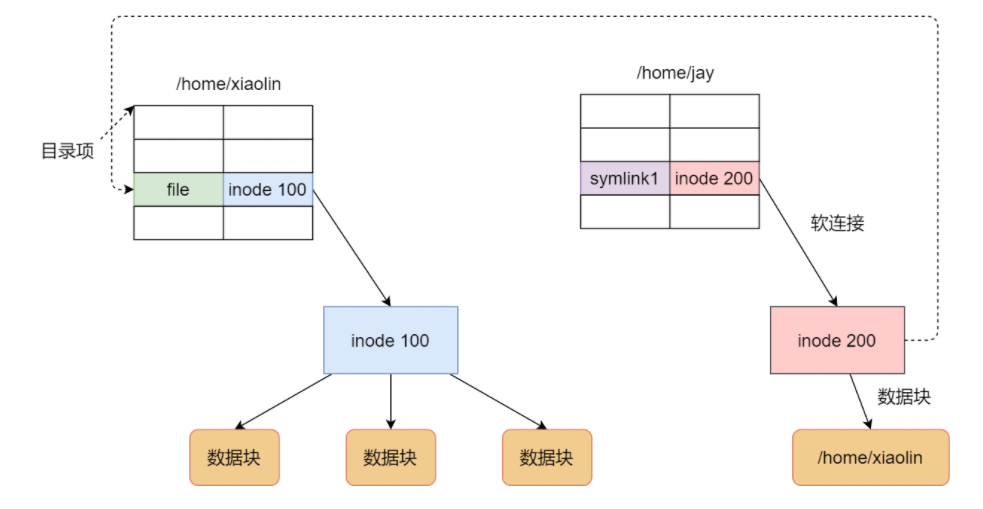 /home/xiaolin
/home/jay
目录项
file
inode 100
symlink1
inode 200
软连接
inode 100
inode 200
数据块
数据块
数据块
数据块
/home/xiaolin